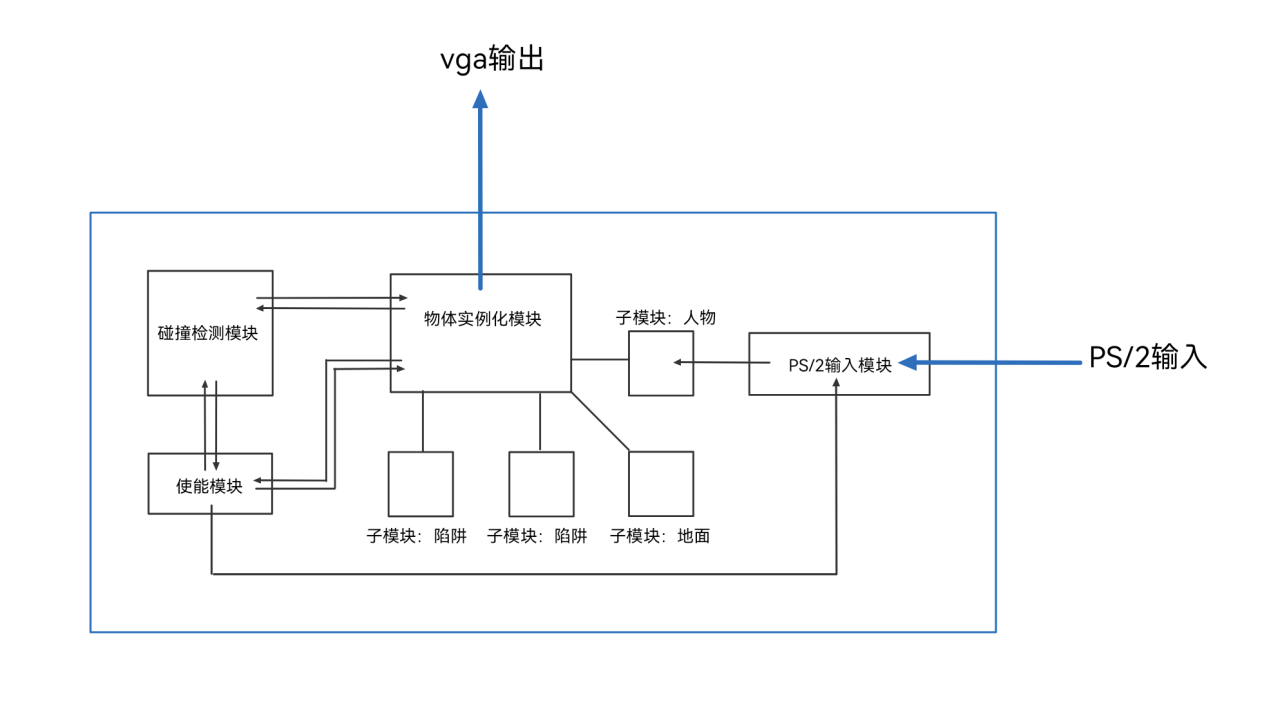 vga输出
子模块：人物
物体实例化模块
碰撞检测模块
PS/2输入模块
PS/2输入
使能模块
子模块：陷阱
子模块：陷阱
子模块：地面